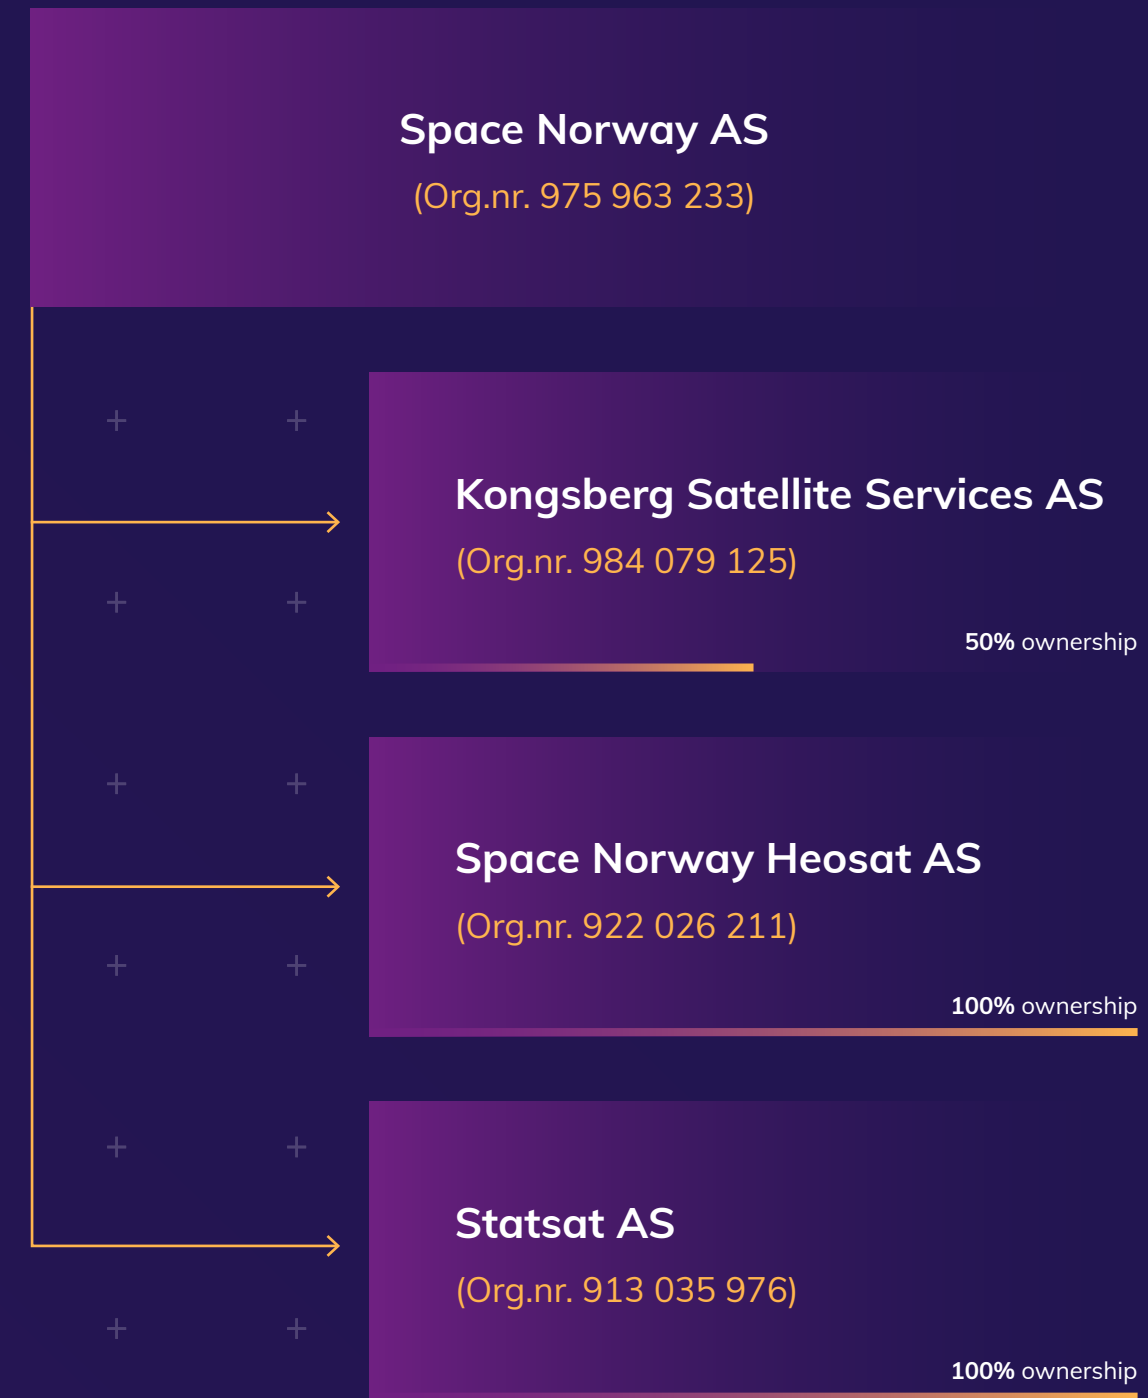 Space Norway AS
(Org.nr. 975 963 233)
Kongsberg Satellite Services AS
(Org.nr. 984 079 125)
50% ownership
Space Norway Heosat AS
(Org.nr. 922 026 211)
100% ownership
Statsat AS
(Org.nr. 913 035 976)
100% ownership